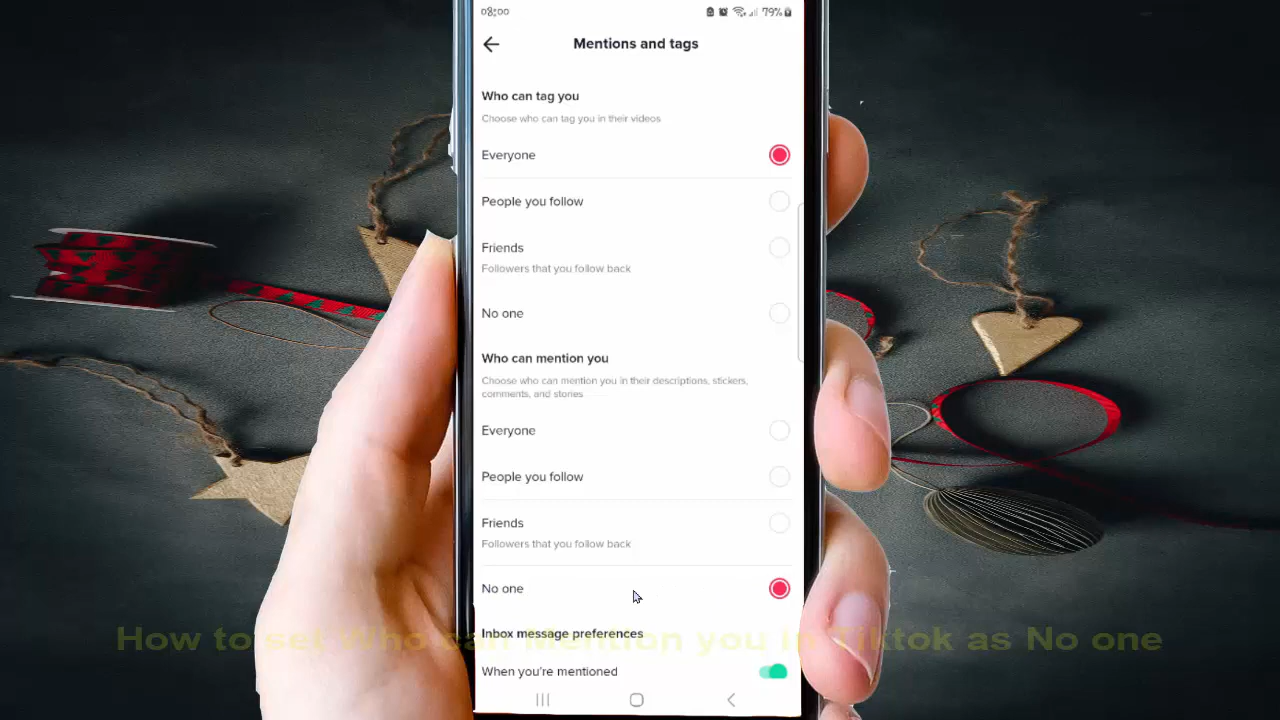 08:00
79%
Mentions and tags
Who can tag you
Choose who can tag you in their videos
Everyone
People you follow
Friends
Followers that you follow back
No one
Who can mention you
Choose who can mention you in their descriptions, stickers,
comments, and stories
Everyone
People you follow
Friends
Followers that you follow back
No one
Inbox message preferences
How to set Who can Mention you in Tiktok as No one
When you're mentioned